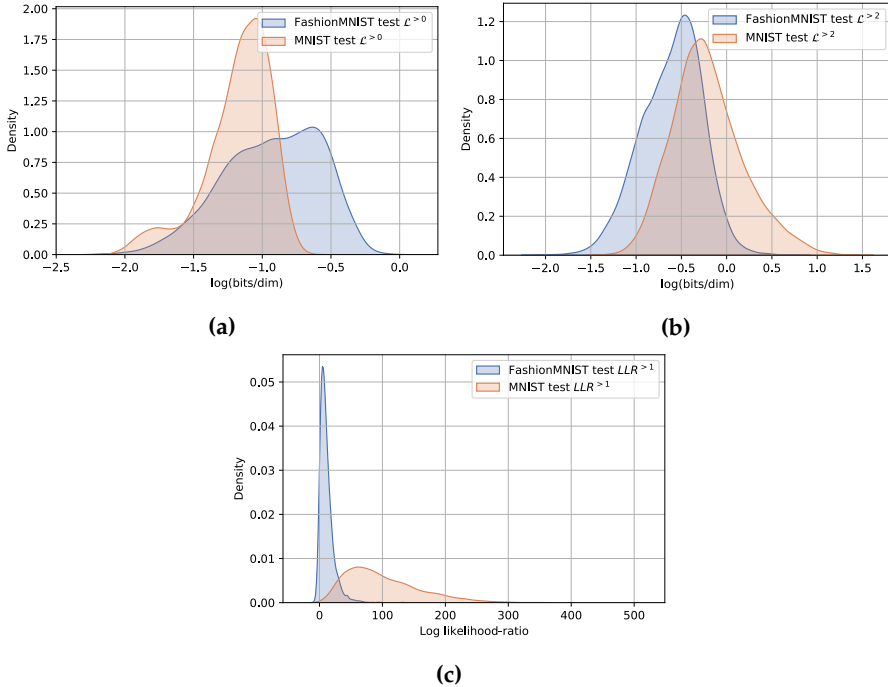 2.00
1.75
1.50
1.25
1.00
0.75
0.50
0.25
0.00
Density
FashionMNIST test ℒ^{>0}
MNIST test ℒ^{>0}
−2.5 −2.0 −1.5 −1.0 −0.5 0.0
log(bits/dim)
(a)
1.2
1.0
0.8
0.6
0.4
0.2
0.0
Density
FashionMNIST test ℒ^{>2}
MNIST test ℒ^{>2}
−2.0 −1.5 −1.0 −0.5 0.0 0.5 1.0 1.5
log(bits/dim)
(b)
0.05
0.04
0.03
0.02
0.01
0.00
Density
FashionMNIST test LLR^{>1}
MNIST test LLR^{>1}
0 100 200 300 400 500
Log likelihood-ratio
(c)